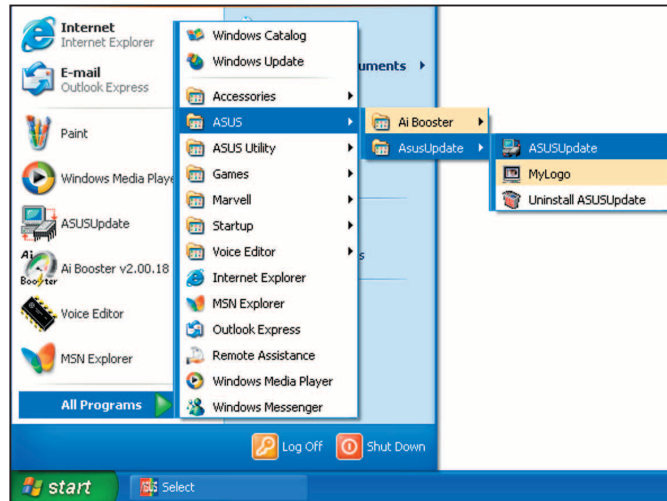 Internet
Internet Explorer
E-mail
Outlook Express
Paint
Windows Media Playe
ASUSUpdate
Ai Booster
Ai Booster v2.00.18
Voice Editor
MSN Explorer
All Programs
Windows Catalog
Windows Update
Accessories
ASUS
ASUS Utility
Games
Marvell
Startup
Voice Editor
Internet Explorer
MSN Explorer
Outlook Express
Remote Assistance
Windows Media Player
Windows Messenger
uments
s
Ai Booster
AsusUpdate
ASUSUpdate
MyLogo
Uninstall ASUSUpdate
Log Off
Shut Down
start
Select